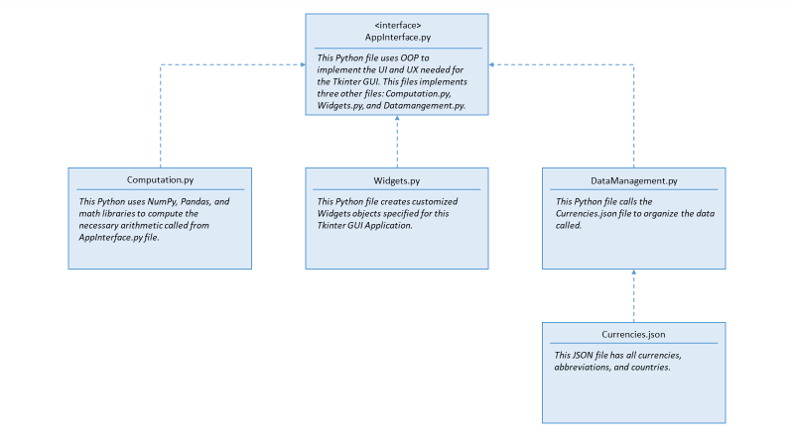 <interface>
AppInterface.py
This Python file uses OOP to
implement the UI and UX needed for
the Tkinter GUI. This files implements
three other files: Computation.py,
Widgets.py, and Datamangement.py.
Computation.py
This Python uses NumPy, Pandas, and
math libraries to compute the
necessary arithmetic called from
AppInterface.py file.
Widgets.py
This Python file creates customized
Widgets objects specified for this
Tkinter GUI Application.
DataManagement.py
This Python file calls the
Currencies.json file to organize the data
called.
Currencies.json
This JSON file has all currencies,
abbreviations, and countries.